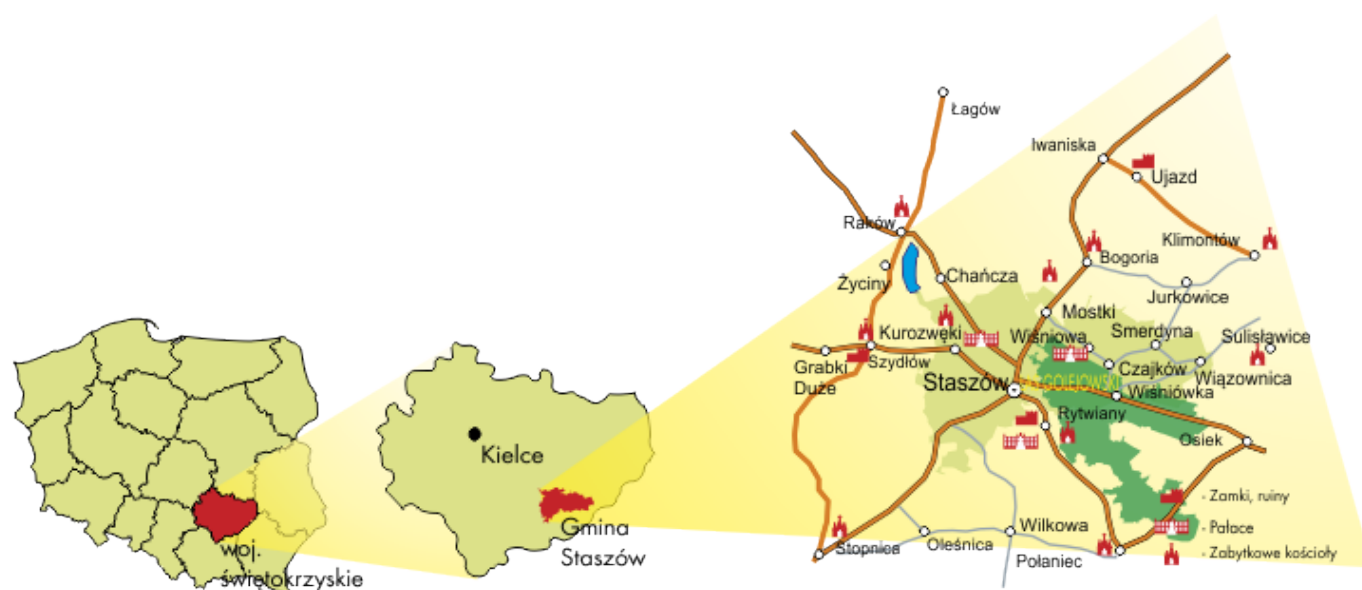 woj.
świętokrzyskie
Kielce
Gmina
Staszów
Łagów
Iwaniska
Ujazd
Raków
Klimontów
Bogoria
Życiny
Chańcza
Jurkowice
Mostki
Kurozwęki
Wiśniowa
Smerdyna
Sulisławice
Grabki
Duże
Szydłów
Czajków
Wiązownica
Staszów
GOLEJOWSKI
Wiśniówka
Rytwiany
Osiek
Stopnica
Oleśnica
Wilkowa
Połaniec
- Zamki, ruiny
- Pałace
- Zabytkowe kościoły